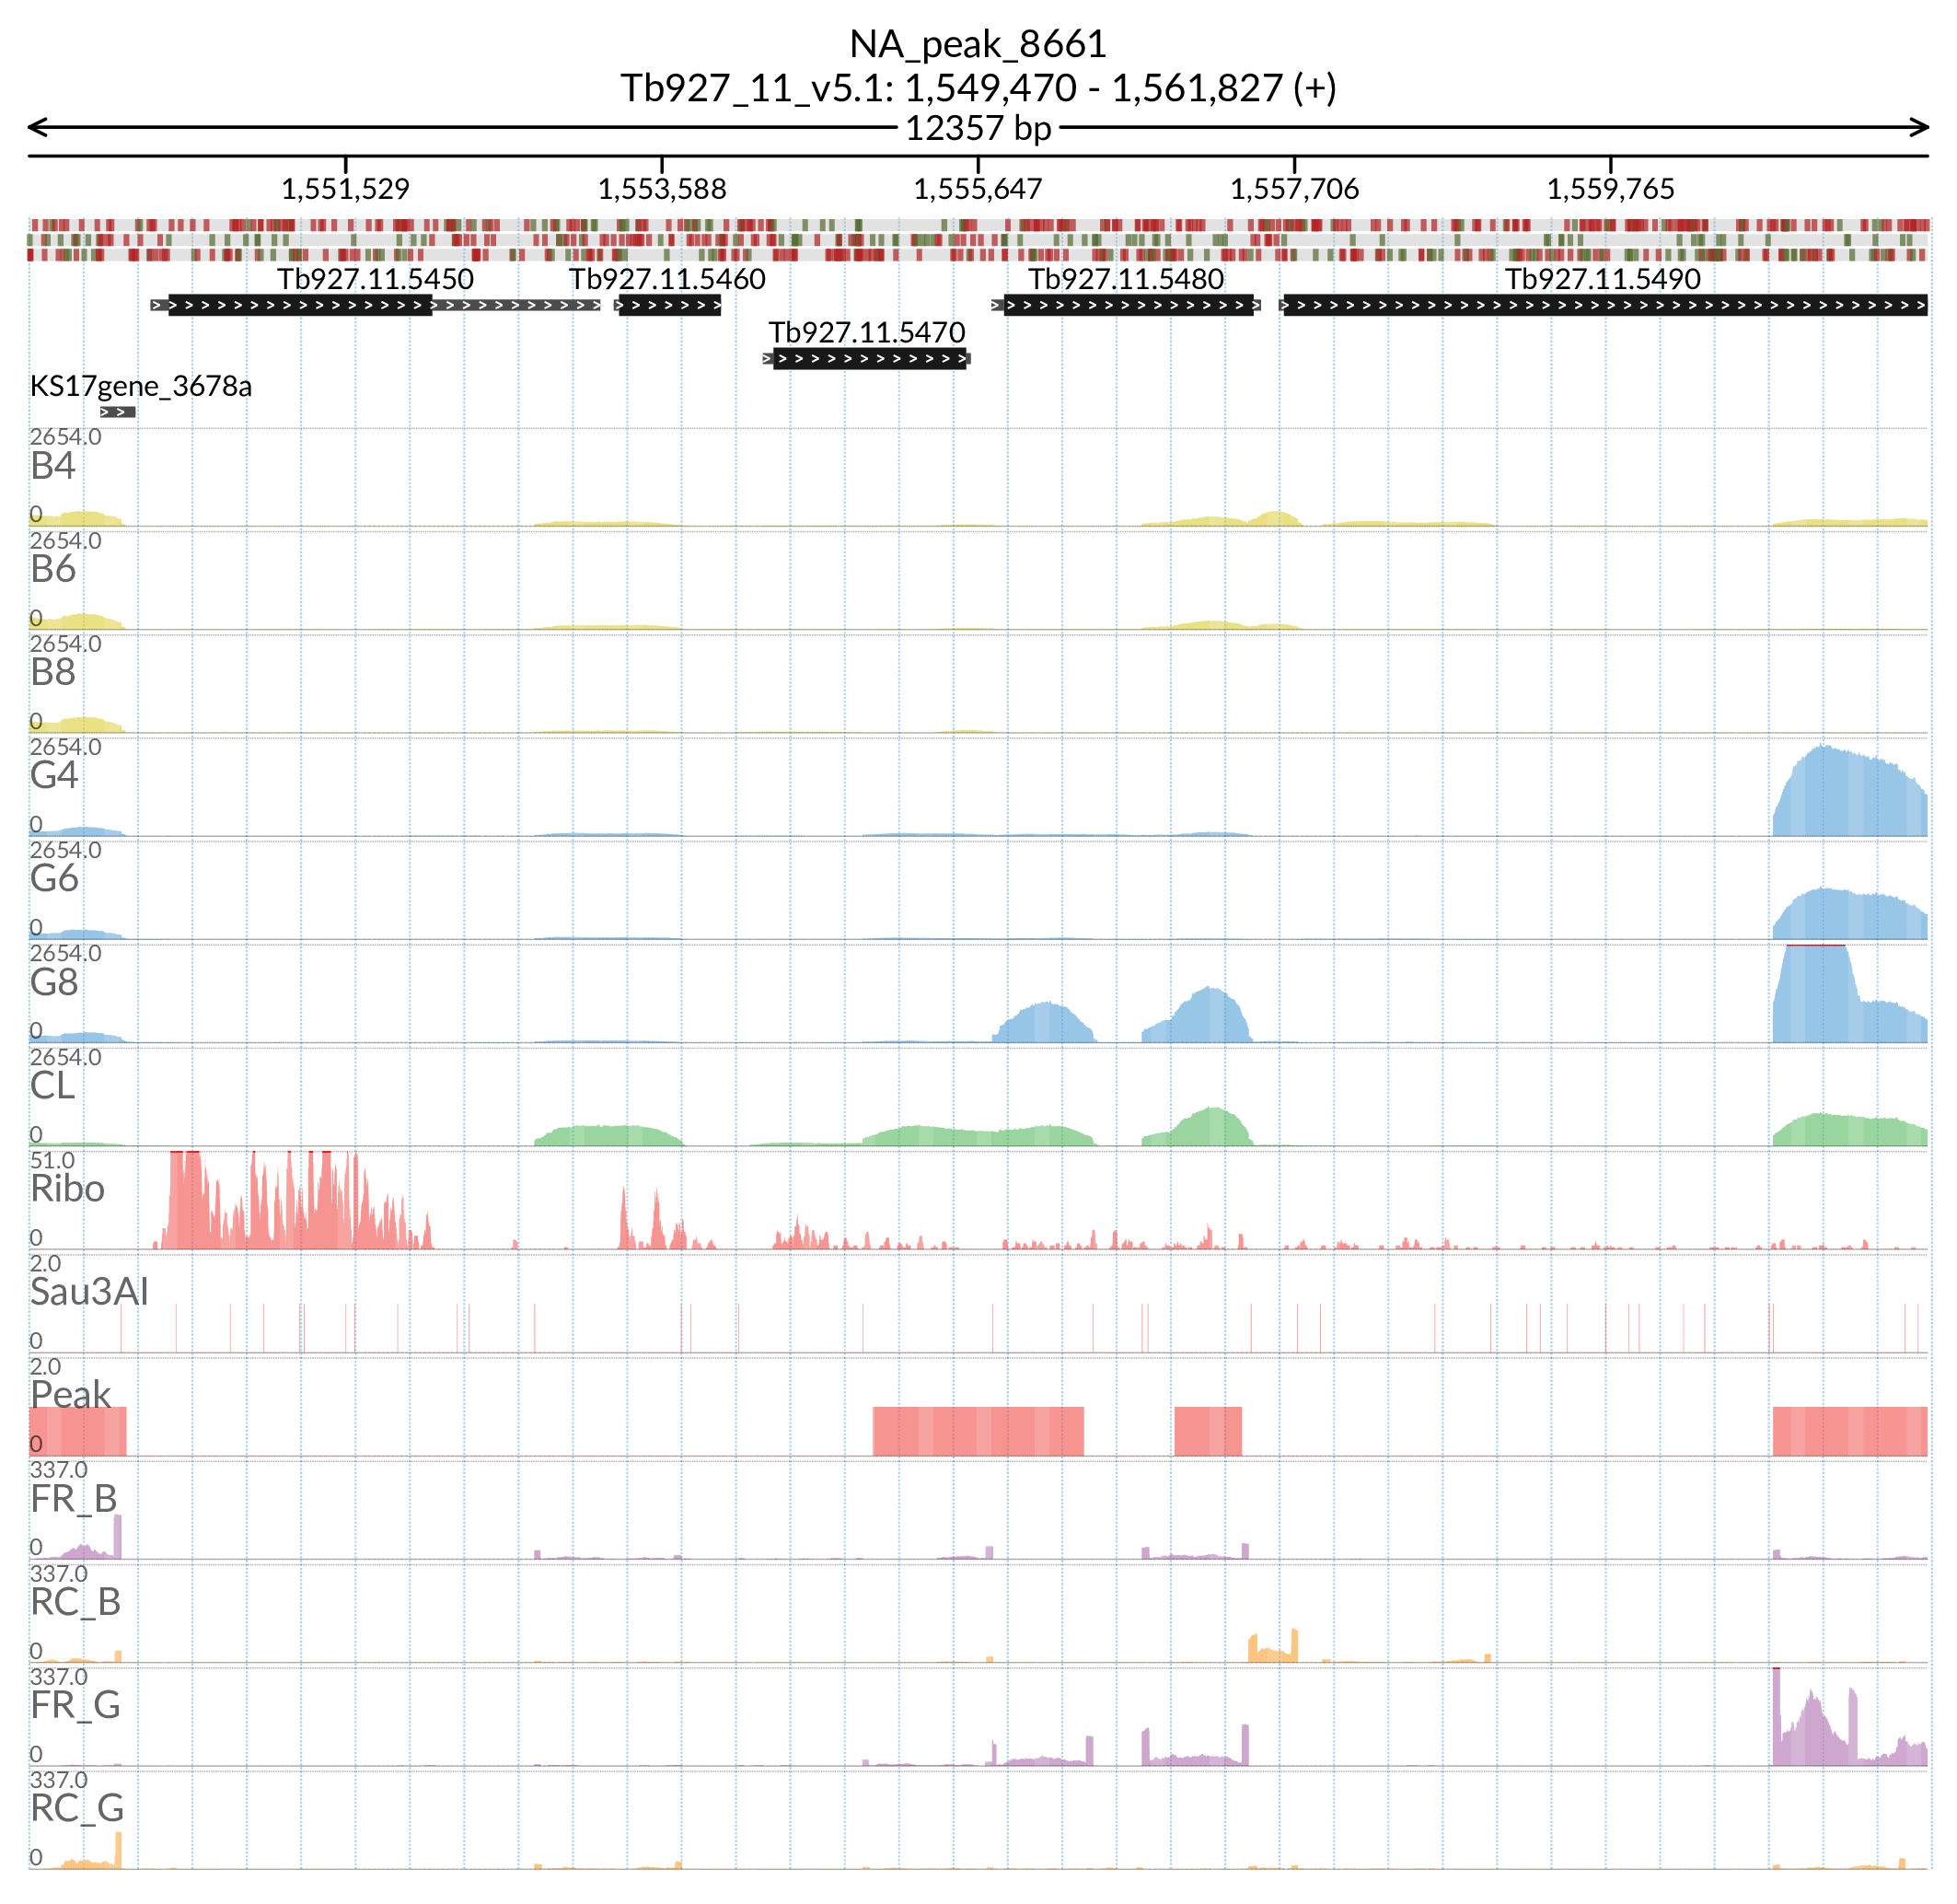 NA_peak_8661
Tb927_11_v5.1: 1,549,470 - 1,561,827 (+)
12357 bp
1,551,529 1,553,588 1,555,647 1,557,706 1,559,765
Tb927.11.5450 Tb927.11.5460 Tb927.11.5480 Tb927.11.5490
Tb927.11.5470
KS17gene_3678a
2654.0
B4
0
2654.0
B6
0
2654.0
B8
0
2654.0
G4
0
2654.0
G6
0
2654.0
G8
0
2654.0
CL
0
51.0
Ribo
0
2.0
Sau3AI
0
2.0
Peak
0
337.0
FR_B
0
337.0
RC_B
0
337.0
FR_G
0
337.0
RC_G
0